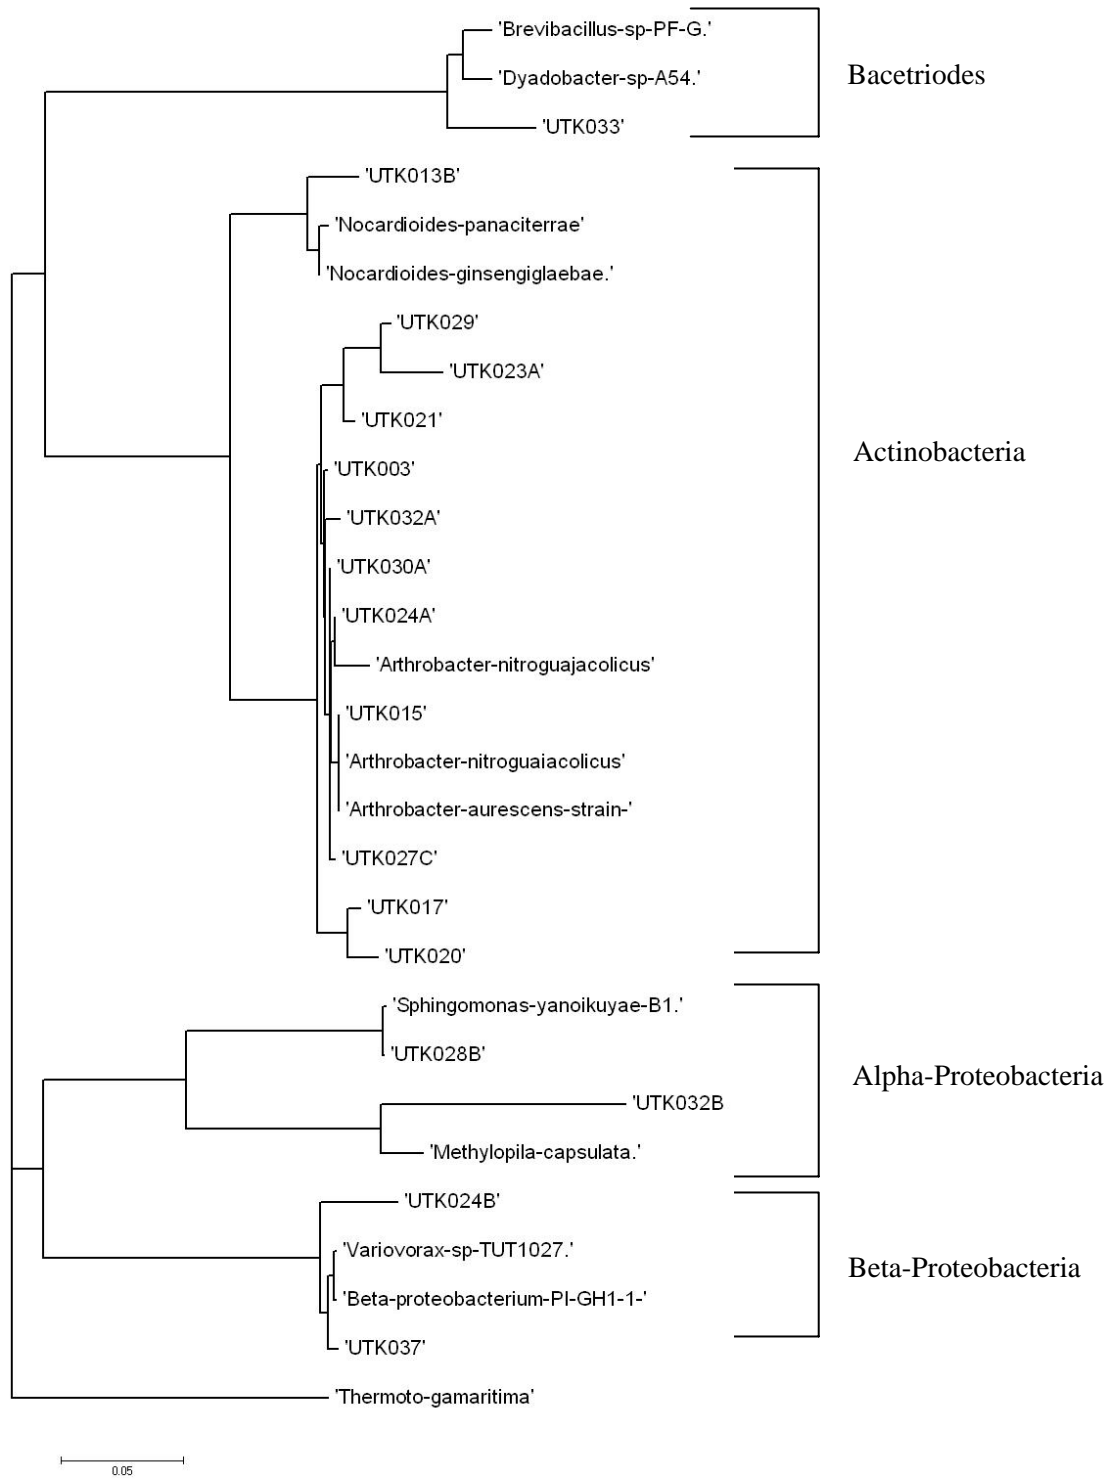 'Brevibacillus-sp-PF-G.'
'Dyadobacter-sp-A54.'
Bacetriodes
'UTK033'
'UTK013B'
'Nocardioides-panaciterrae'
'Nocardioides-ginsengiglaebae.'
'UTK029'
'UTK023A'
'UTK021'
Actinobacteria
'UTK003'
'UTK032A'
'UTK030A'
'UTK024A'
'Arthrobacter-nitroguajacolicus'
'UTK015'
'Arthrobacter-nitroguaiacolicus'
'Arthrobacter-aurescens-strain-'
'UTK027C'
'UTK017'
'UTK020'
'Sphingomonas-yanoikuyae-B1.'
'UTK028B'
Alpha-Proteobacteria
'UTK032B
'Methylopila-capsulata.'
'UTK024B'
'Variovorax-sp-TUT1027.'
Beta-Proteobacteria
'Beta-proteobacterium-PI-GH1-1-'
'UTK037'
'Thermoto-gamaritima'
0.05